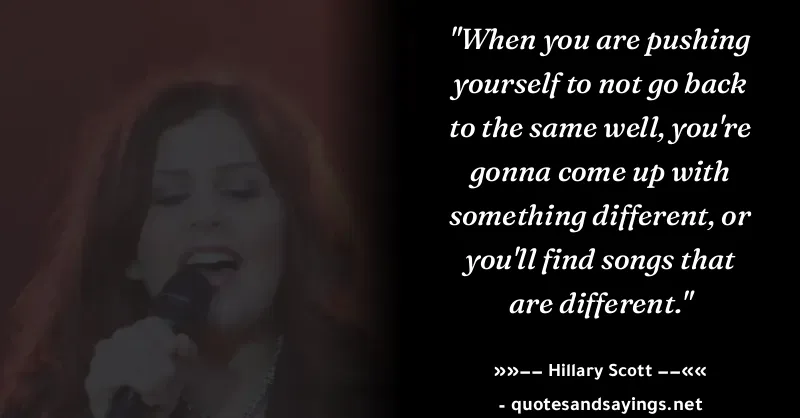 "When you are pushing
yourself to not go back
to the same well, you're
gonna come up with
something different, or
you'll find songs that
are different."
»»−− Hillary Scott −−««
- quotesandsayings.net